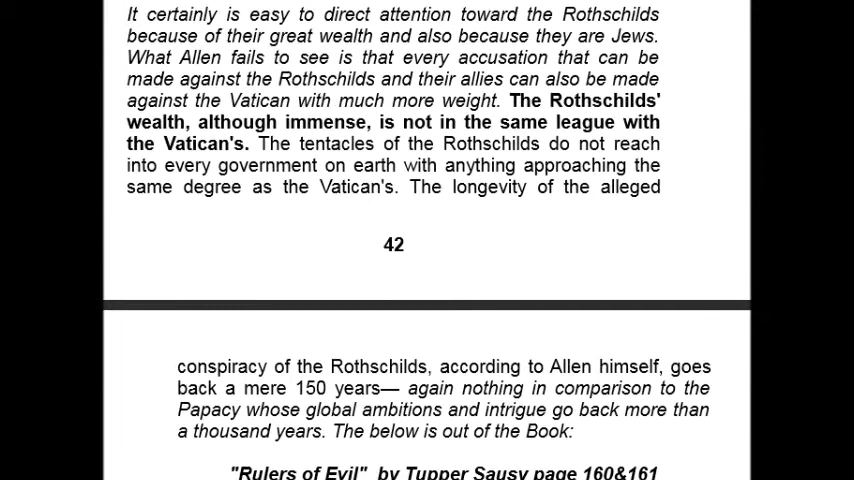 It certainly is easy to direct attention toward the Rothschilds
because of their great wealth and also because they are Jews.
What Allen fails to see is that every accusation that can be
made against the Rothschilds and their allies can also be made
against the Vatican with much more weight. The Rothschilds'
wealth, although immense, is not in the same league with
the Vatican's. The tentacles of the Rothschilds do not reach
into every government on earth with anything approaching the
same degree as the Vatican's. The longevity of the alleged
42
conspiracy of the Rothschilds, according to Allen himself, goes
back a mere 150 years— again nothing in comparison to the
Papacy whose global ambitions and intrigue go back more than
a thousand years. The below is out of the Book:
"Rulers of Evil" by Tupper Sausy page 160&161